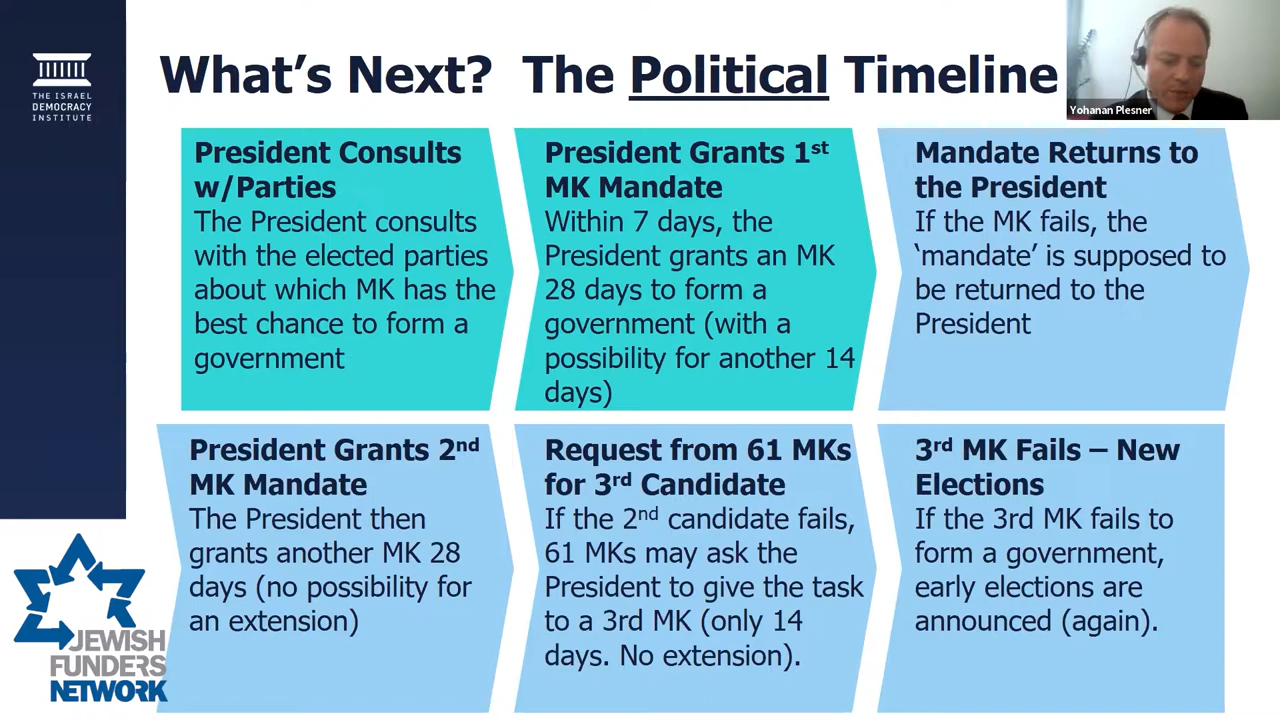 THE ISRAEL
DEMOCRACY
INSTITUTE
What's Next?  The Political Timeline
Yohanan Plesner
President Consults
w/Parties
The President consults
with the elected parties
about which MK has the
best chance to form a
government
President Grants 1st
MK Mandate
Within 7 days, the
President grants an MK
28 days to form a
government (with a
possibility for another 14
days)
Mandate Returns to
the President
If the MK fails, the
‘mandate’ is supposed to
be returned to the
President
President Grants 2nd
MK Mandate
The President then
grants another MK 28
days (no possibility for
an extension)
Request from 61 MKs
for 3rd Candidate
If the 2nd candidate fails,
61 MKs may ask the
President to give the task
to a 3rd MK (only 14
days. No extension).
3rd MK Fails – New
Elections
If the 3rd MK fails to
form a government,
early elections are
announced (again).
JEWISH
FUNDERS
NETWORK